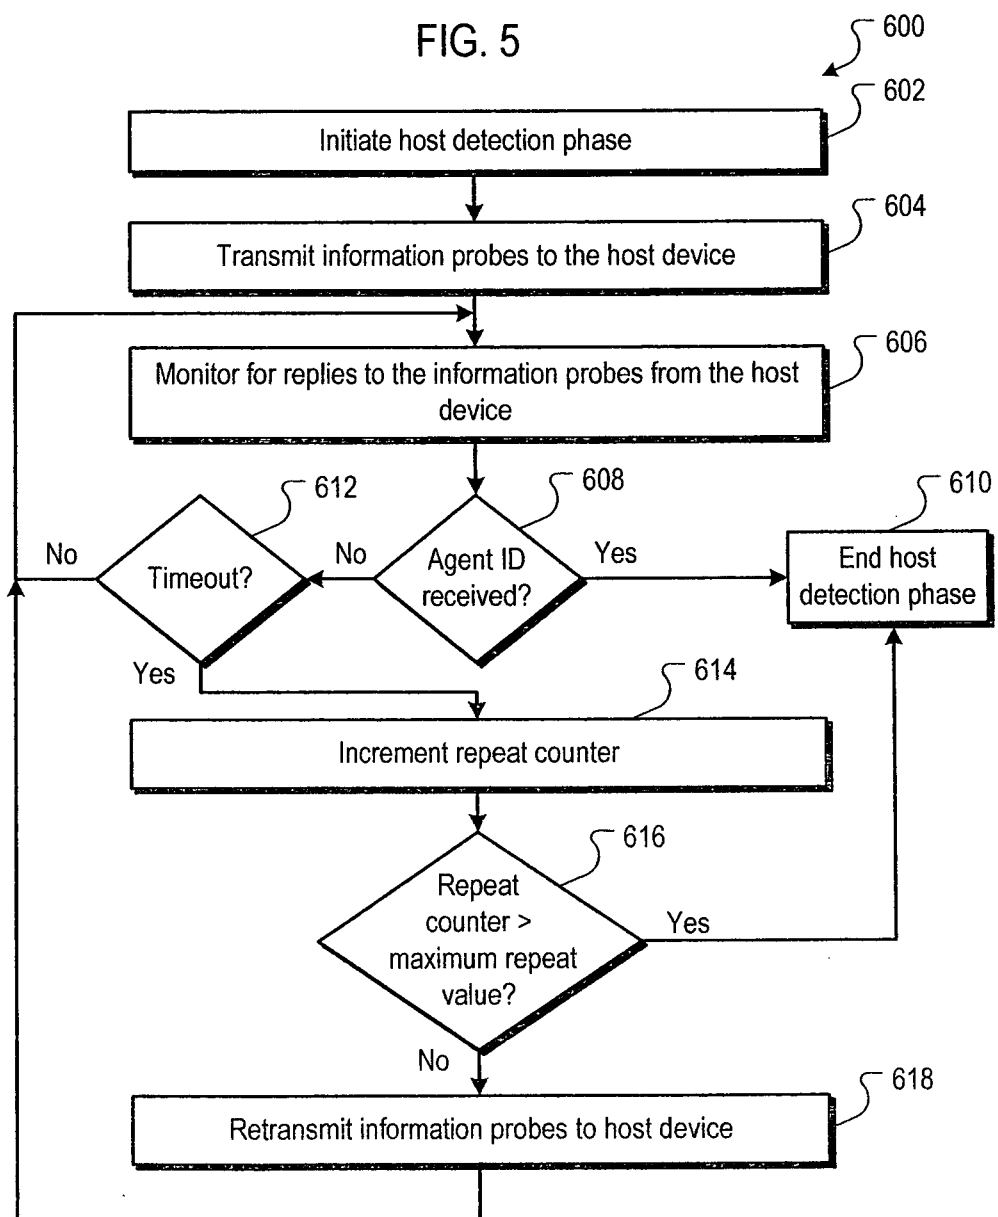 FIG. 5
600
602
Initiate host detection phase
604
Transmit information probes to the host device
606
Monitor for replies to the information probes from the host
device
612
608
610
No
Timeout?
No
Agent ID
received?
Yes
End host
detection phase
Yes
614
Increment repeat counter
616
Repeat
counter >
maximum repeat
value?
Yes
No
618
Retransmit information probes to host device